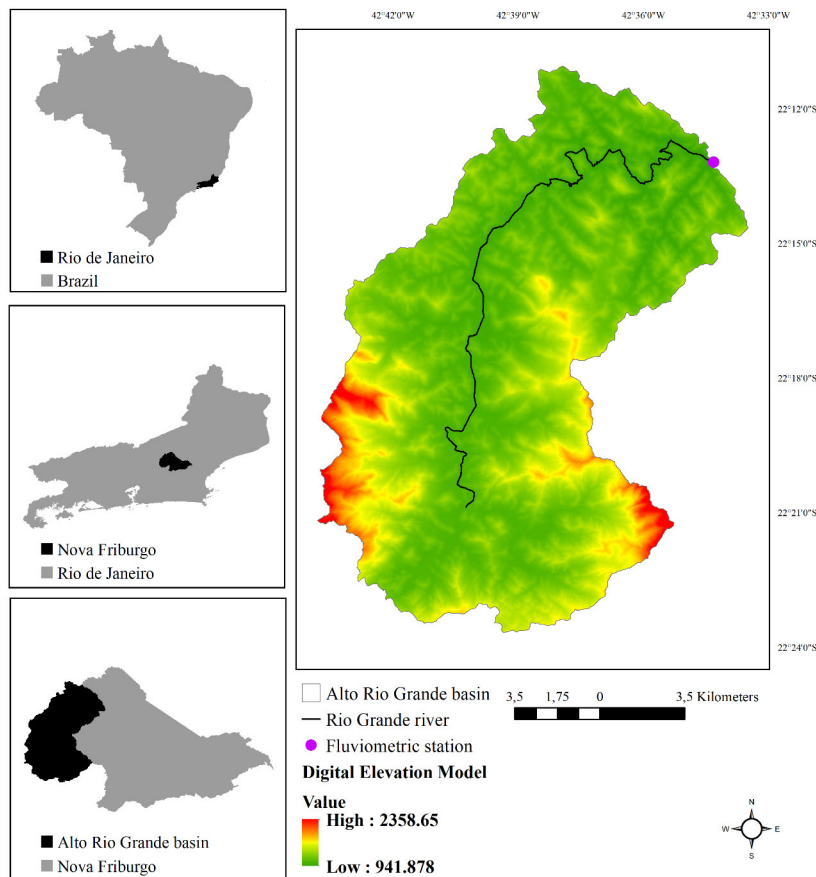 42°42'0"W 42°39'0"W 42°36'0"W 42°33'0"W
22°12'0"S
22°15'0"S
22°18'0"S
22°21'0"S
22°24'0"S
Rio de Janeiro
Brazil
Nova Friburgo
Rio de Janeiro
Alto Rio Grande basin
Nova Friburgo
Alto Rio Grande basin
Rio Grande river
Fluviometric station
3,5 1,75 0 3,5 Kilometers
Digital Elevation Model
Value
High : 2358.65
Low : 941.878
N
W E
S